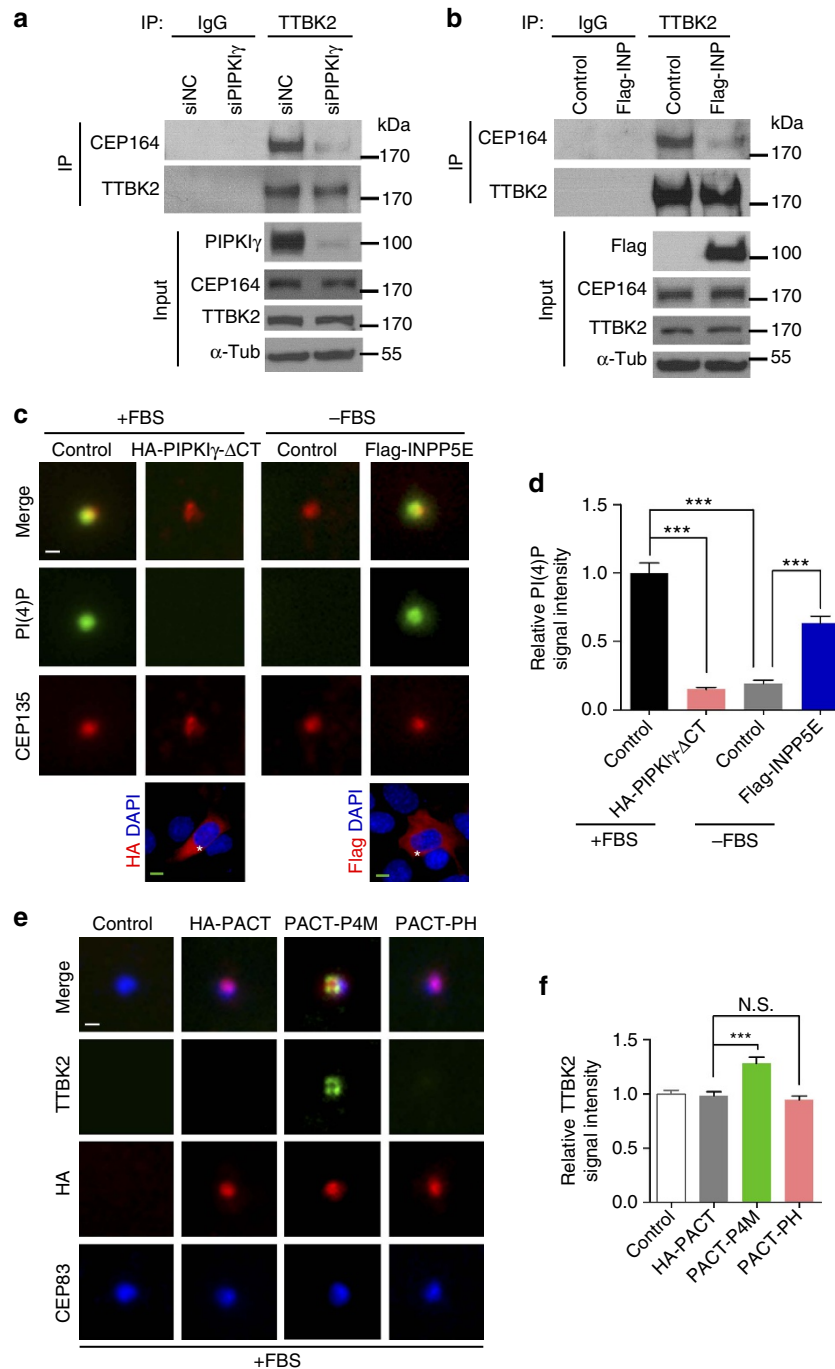 a
IP: IgG TTBK2
siNC siPIPKIγ siNC siPIPKIγ
kDa
IP
CEP164 170
TTBK2 170
Input
PIPKIγ 100
CEP164 170
TTBK2 170
α-Tub 55
b
IP: IgG TTBK2
Control Flag-INP Control Flag-INP
kDa
IP
CEP164 170
TTBK2 170
Input
Flag 100
CEP164 170
TTBK2 170
α-Tub 55
c
+FBS –FBS
Control HA-PIPKIγ-ΔCT Control Flag-INPP5E
Merge
PI(4)P
CEP135
HA DAPI
*
Flag DAPI
*
d
Relative PI(4)P
signal intensity
1.5
1.0
0.5
0.0
***
***
***
Control HA-PIPKIγ-ΔCT Control Flag-INPP5E
+FBS –FBS
e
Control HA-PACT PACT-P4M PACT-PH
Merge
TTBK2
HA
CEP83
+FBS
f
Relative TTBK2
signal intensity
1.5
1.0
0.5
0.0
N.S.
***
Control HA-PACT PACT-P4M PACT-PH